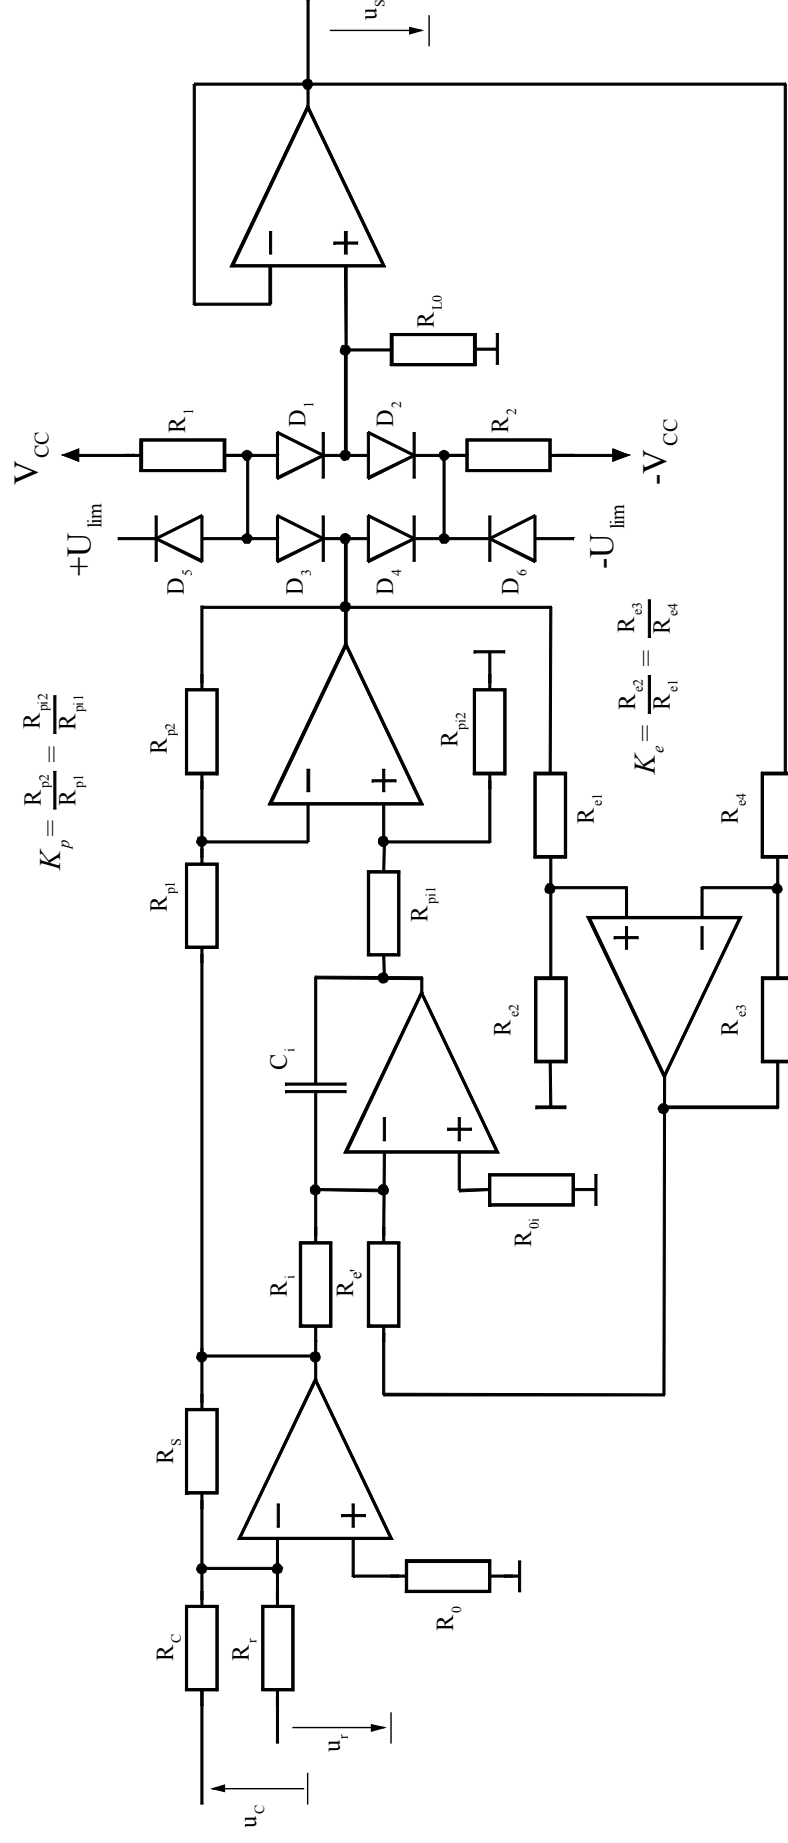 u_C
u_r
R_C
R_r
R_0
R_S
R_i
R_e'
R_0i
C_i
R_p1
R_p2
R_pi1
R_pi2
K_p = R_p2/R_p1 = R_pi2/R_pi1
R_e2
R_e1
R_e3
R_e4
K_e = R_e2/R_e1 = R_e3/R_e4
+U_lim
D_5
D_3
D_4
D_6
-U_lim
V_CC
R_1
D_1
D_2
R_2
-V_CC
R_L0
u_S
− +
− +
− +
− +
+ −